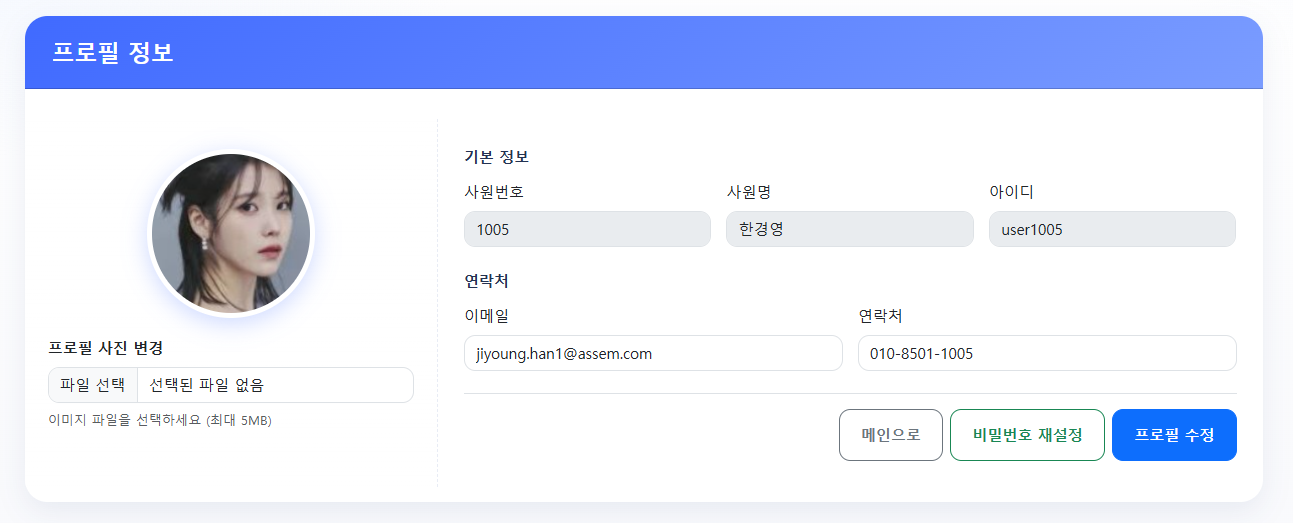 프로필 정보
프로필 사진 변경
파일 선택 선택된 파일 없음
이미지 파일을 선택하세요 (최대 5MB)
기본 정보
사원번호 사원명 아이디
1005 한경영 user1005
연락처
이메일 연락처
jiyoung.han1@assem.com 010-8501-1005
메인으로 비밀번호 재설정 프로필 수정